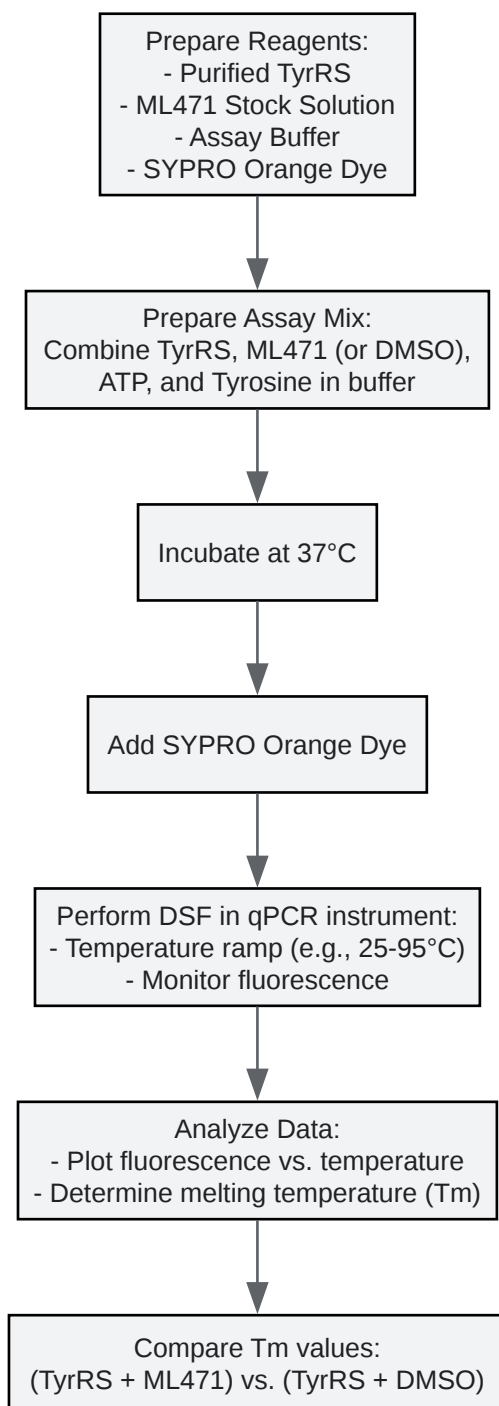 Prepare Reagents:
- Purified TyrRS
- ML471 Stock Solution
- Assay Buffer
- SYPRO Orange Dye
Prepare Assay Mix:
Combine TyrRS, ML471 (or DMSO),
ATP, and Tyrosine in buffer
Incubate at 37°C
Add SYPRO Orange Dye
Perform DSF in qPCR instrument:
- Temperature ramp (e.g., 25-95°C)
- Monitor fluorescence
Analyze Data:
- Plot fluorescence vs. temperature
- Determine melting temperature (Tm)
Compare Tm values:
(TyrRS + ML471) vs. (TyrRS + DMSO)